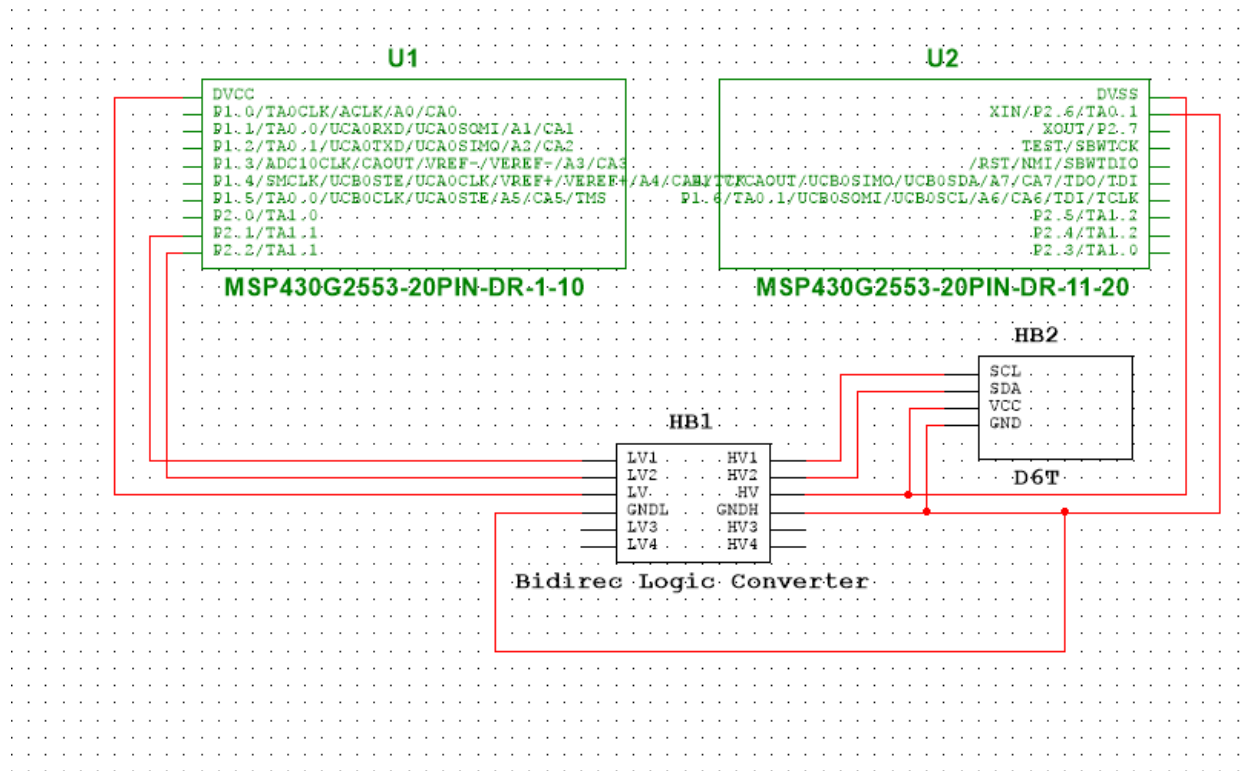 U1
DVCC
P1.0/TA0CLK/ACLK/A0/CA0
P1.1/TA0.0/UCA0RXD/UCA0SOMI/A1/CA1
P1.2/TA0.1/UCA0TXD/UCA0SIMO/A2/CA2
P1.3/ADC10CLK/CAOUT/VREF-/VEREF-/A3/CA3
P1.4/SMCLK/UCB0STE/UCA0CLK/VREF+/VEREF+/A4/CA4/TCK
P1.5/TA0.0/UCB0CLK/UCA0STE/A5/CA5/TMS
P2.0/TA1.0
P2.1/TA1.1
P2.2/TA1.1
MSP430G2553-20PIN-DR-1-10
U2
DVSS
XIN/P2.6/TA0.1
XOUT/P2.7
TEST/SBWTCK
/RST/NMI/SBWTDIO
CAOUT/UCB0SIMO/UCB0SDA/A7/CA7/TDO/TDI
P1.6/TA0.1/UCB0SOMI/UCB0SCL/A6/CA6/TDI/TCLK
P2.5/TA1.2
P2.4/TA1.2
P2.3/TA1.0
MSP430G2553-20PIN-DR-11-20
HB2
SCL
SDA
VCC
GND
D6T
HB1
LV1 HV1
LV2 HV2
LV HV
GNDL GNDH
LV3 HV3
LV4 HV4
Bidirec Logic Converter